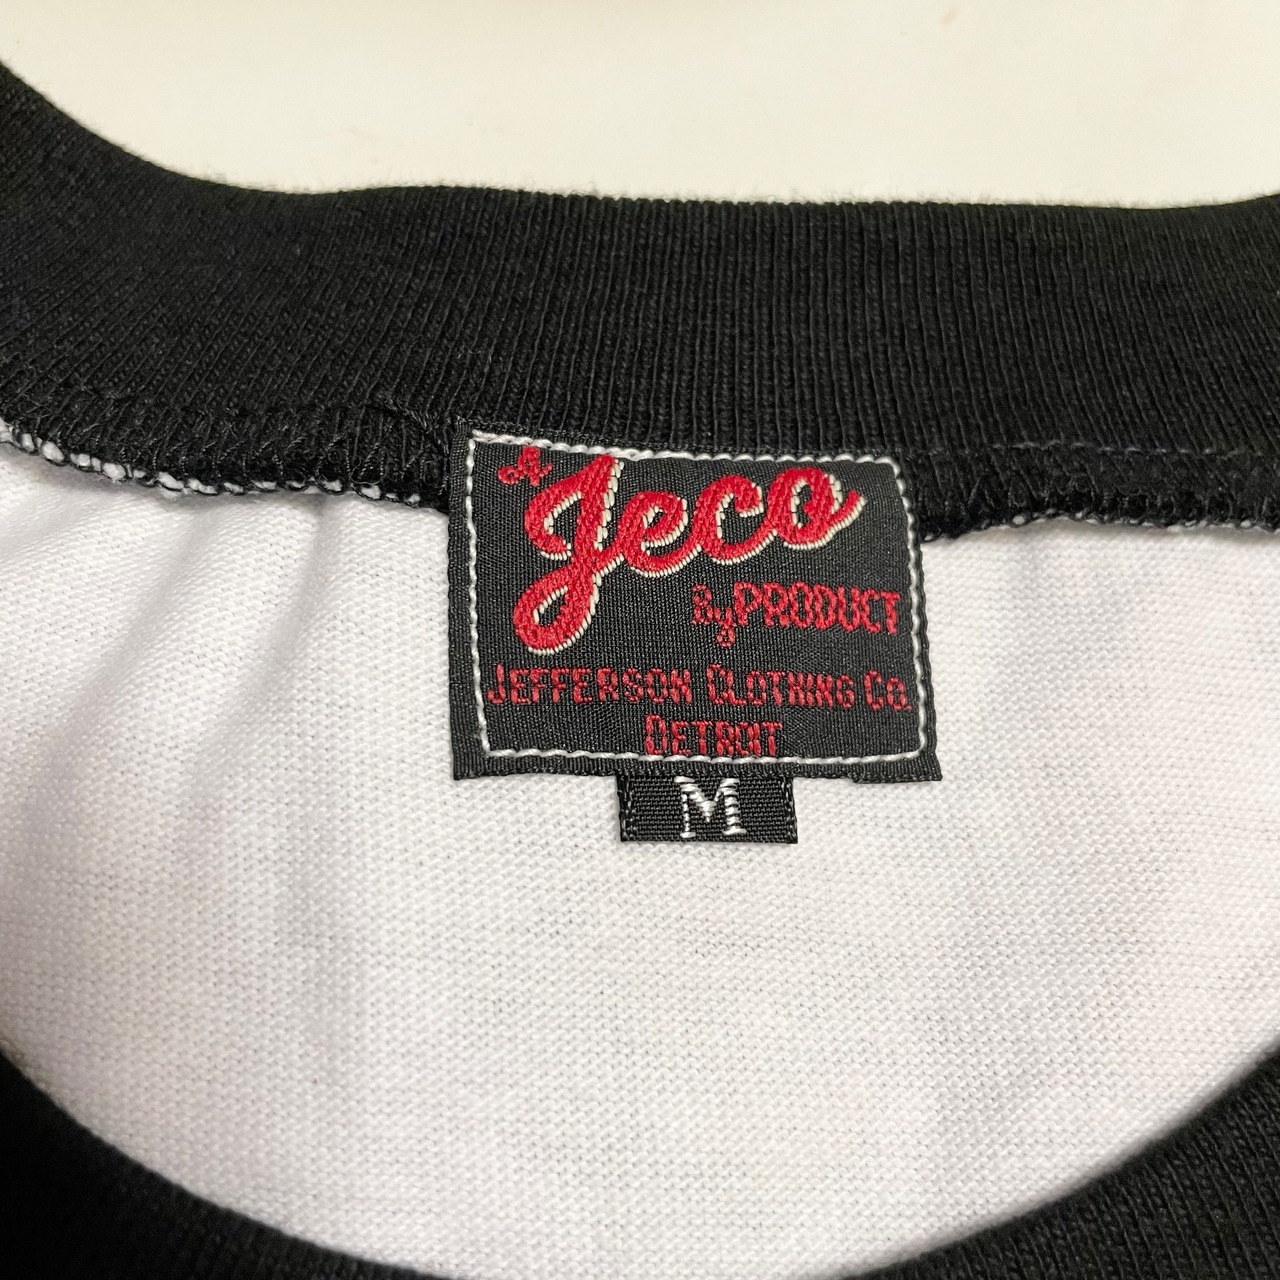 A Jeco
By PRODUCT
JEFFERSON CLOTHING CO.
DETROIT
M